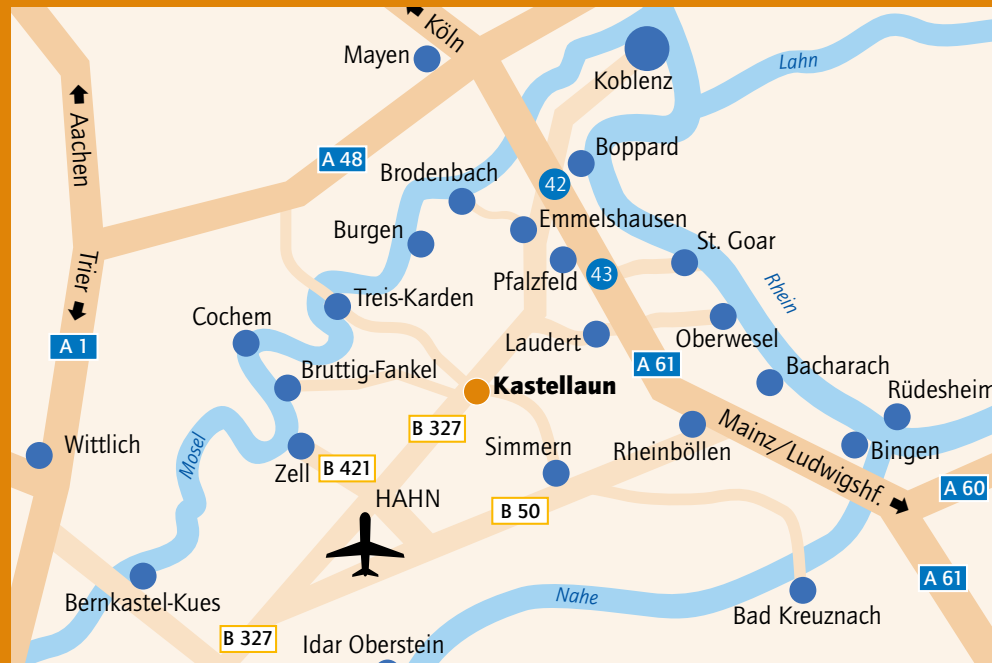 Köln
Mayen
Koblenz
Lahn
Aachen
A 48
Boppard
Brodenbach
42
Burgen
Emmelshausen
St. Goar
Trier
Pfalzfeld
43
Rhein
Treis-Karden
Cochem
Laudert
Oberwesel
A 1
A 61
Bacharach
Bruttig-Fankel
Kastellaun
Rüdesheim
B 327
Mainz/Ludwigshf.
Wittlich
Mosel
Simmern
Rheinböllen
Bingen
Zell
B 421
A 60
HAHN
B 50
A 61
Bernkastel-Kues
Nahe
Bad Kreuznach
B 327
Idar Oberstein